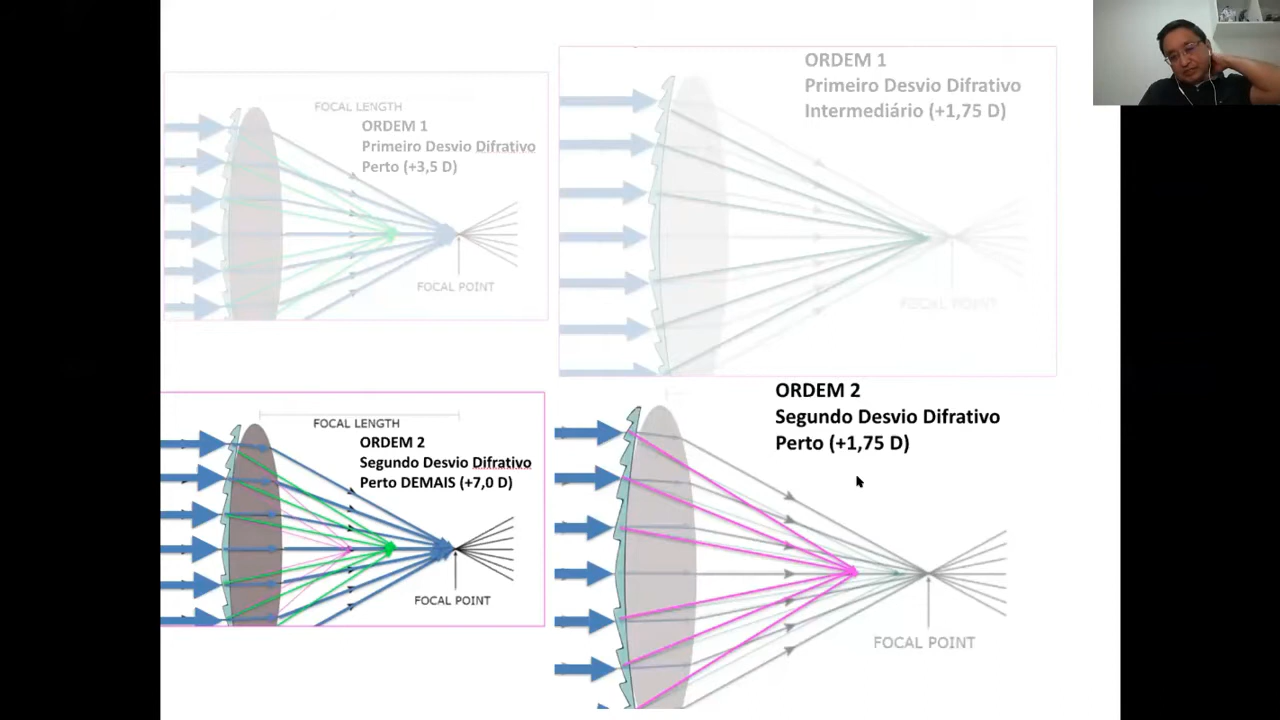 FOCAL LENGTH
ORDEM 1
Primeiro Desvio Difrativo
Perto (+3,5 D)
FOCAL POINT
ORDEM 1
Primeiro Desvio Difrativo
Intermediário (+1,75 D)
FOCAL POINT
FOCAL LENGTH
ORDEM 2
Segundo Desvio Difrativo
Perto DEMAIS (+7,0 D)
FOCAL POINT
ORDEM 2
Segundo Desvio Difrativo
Perto (+1,75 D)
FOCAL POINT